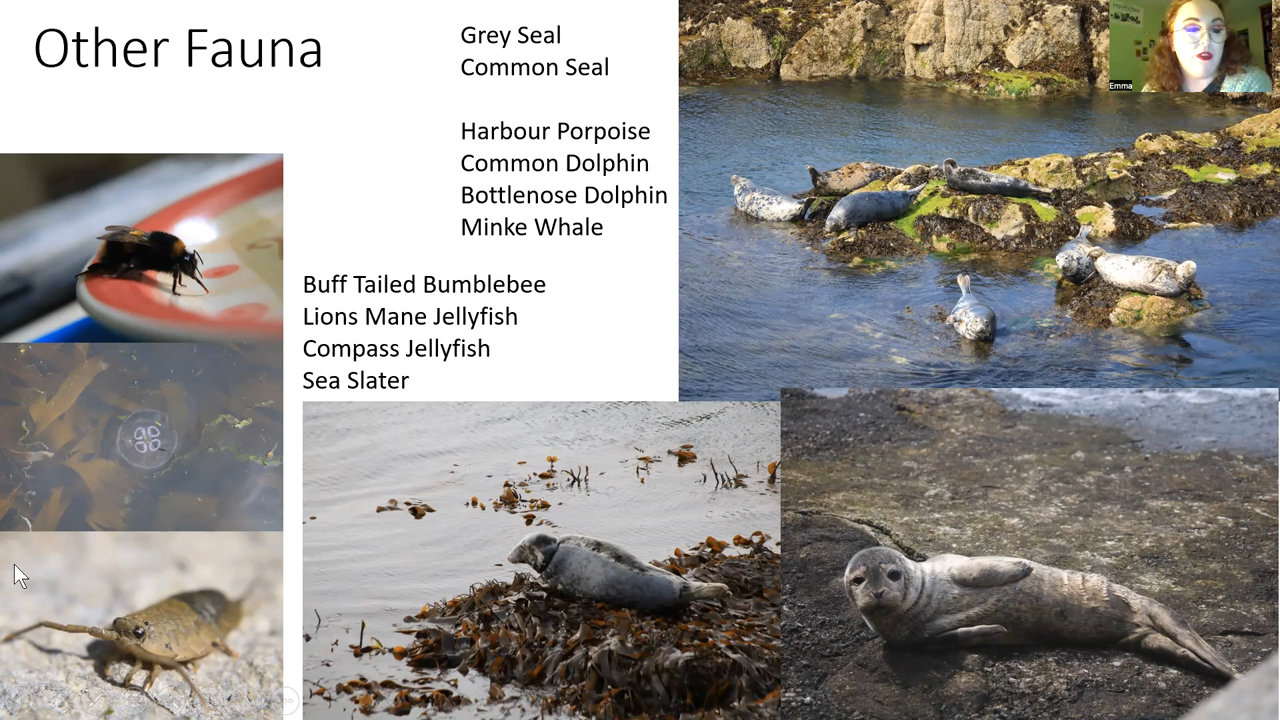 Other Fauna
Grey Seal
Common Seal
Harbour Porpoise
Common Dolphin
Bottlenose Dolphin
Minke Whale
Buff Tailed Bumblebee
Lions Mane Jellyfish
Compass Jellyfish
Sea Slater
Emma